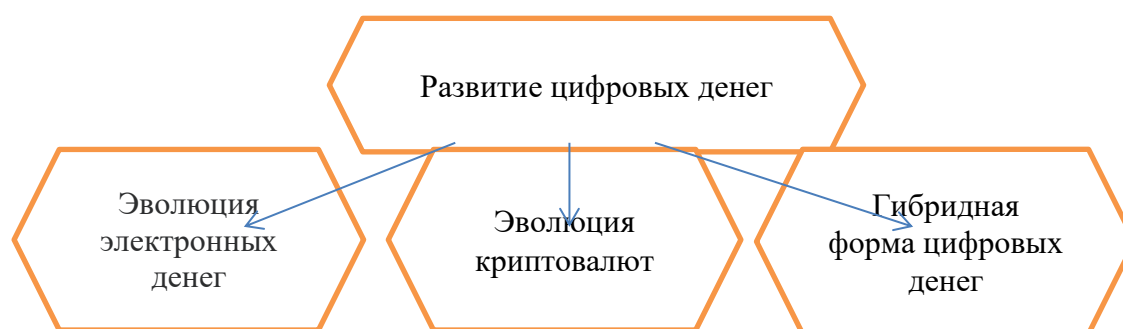 Развитие цифровых денег
Эволюция
электронных
денег
Эволюция
криптовалют
Гибридная
форма цифровых
денег